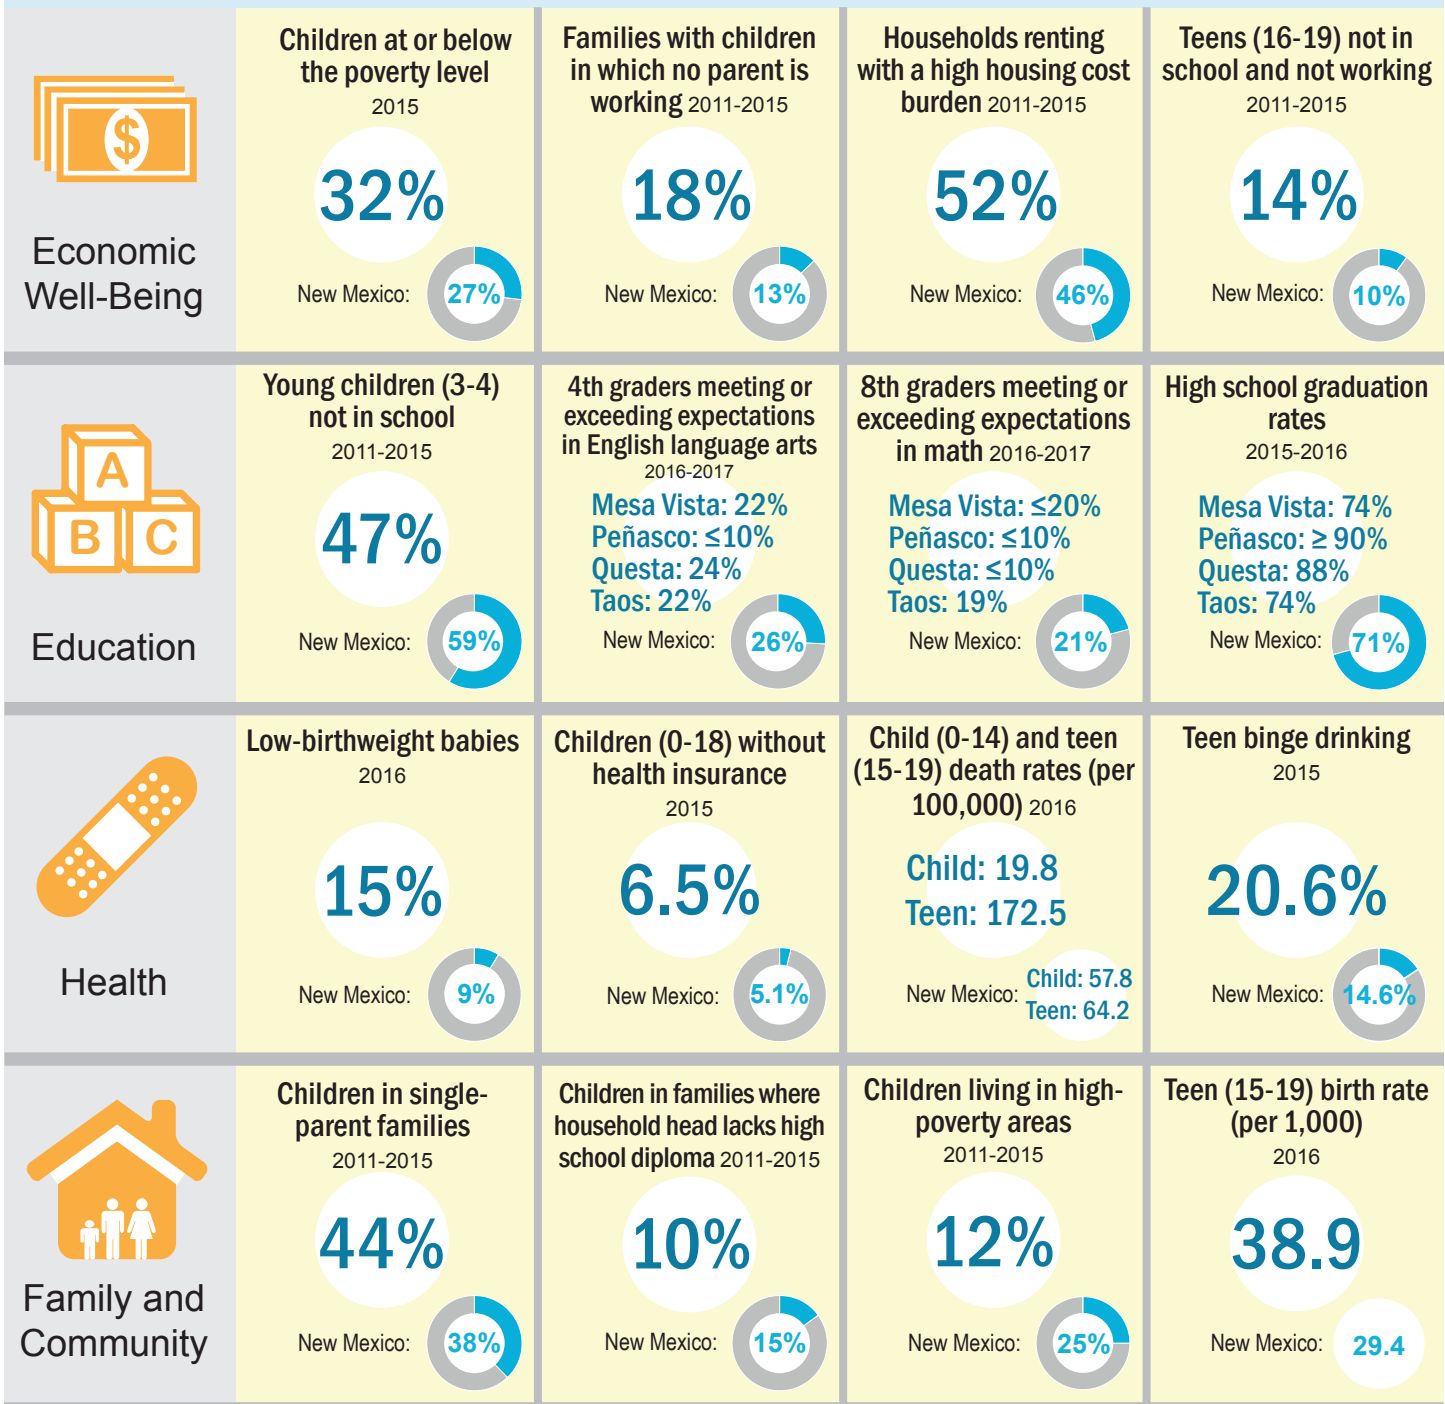 Economic
Well-Being
Children at or below
the poverty level
2015
32%
New Mexico: 27%
Families with children
in which no parent is
working 2011-2015
18%
New Mexico: 13%
Households renting
with a high housing cost
burden 2011-2015
52%
New Mexico: 46%
Teens (16-19) not in
school and not working
2011-2015
14%
New Mexico: 10%
Education
A
B C
Young children (3-4)
not in school
2011-2015
47%
New Mexico: 59%
4th graders meeting or
exceeding expectations
in English language arts
2016-2017
Mesa Vista: 22%
Peñasco: ≤10%
Questa: 24%
Taos: 22%
New Mexico: 26%
8th graders meeting or
exceeding expectations
in math 2016-2017
Mesa Vista: ≤20%
Peñasco: ≤10%
Questa: ≤10%
Taos: 19%
New Mexico: 21%
High school graduation
rates
2015-2016
Mesa Vista: 74%
Peñasco: ≥ 90%
Questa: 88%
Taos: 74%
New Mexico: 71%
Health
Low-birthweight babies
2016
15%
New Mexico: 9%
Children (0-18) without
health insurance
2015
6.5%
New Mexico: 5.1%
Child (0-14) and teen
(15-19) death rates (per
100,000) 2016
Child: 19.8
Teen: 172.5
New Mexico: Child: 57.8
Teen: 64.2
Teen binge drinking
2015
20.6%
New Mexico: 14.6%
Family and
Community
Children in single-
parent families
2011-2015
44%
New Mexico: 38%
Children in families where
household head lacks high
school diploma 2011-2015
10%
New Mexico: 15%
Children living in high-
poverty areas
2011-2015
12%
New Mexico: 25%
Teen (15-19) birth rate
(per 1,000)
2016
38.9
New Mexico: 29.4
$